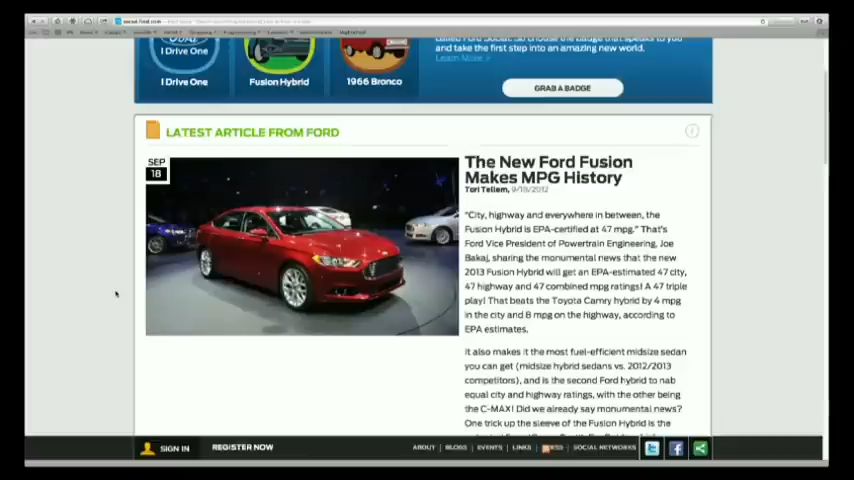 social.ford.com
I Drive One
I Drive One
Fusion Hybrid
1966 Bronco
and take the first step into an amazing new world.
Learn More >
GRAB A BADGE
LATEST ARTICLE FROM FORD
SEP
18
The New Ford Fusion
Makes MPG History
Tori Tellem, 9/18/2012
"City, highway and everywhere in between, the
Fusion Hybrid is EPA-certified at 47 mpg." That's
Ford Vice President of Powertrain Engineering, Joe
Bakaj, sharing the monumental news that the new
2013 Fusion Hybrid will get an EPA-estimated 47 city,
47 highway and 47 combined mpg ratings! A 47 triple
play! That beats the Toyota Camry hybrid by 4 mpg
in the city and 8 mpg on the highway, according to
EPA estimates.
It also makes it the most fuel-efficient midsize sedan
you can get (midsize hybrid sedans vs. 2012/2013
competitors), and is the second Ford hybrid to nab
equal city and highway ratings, with the other being
the C-MAX! Did we already say monumental news?
One trick up the sleeve of the Fusion Hybrid is the
SIGN IN
REGISTER NOW
ABOUT | BLOGS | EVENTS | LINKS | RSS | SOCIAL NETWORKS